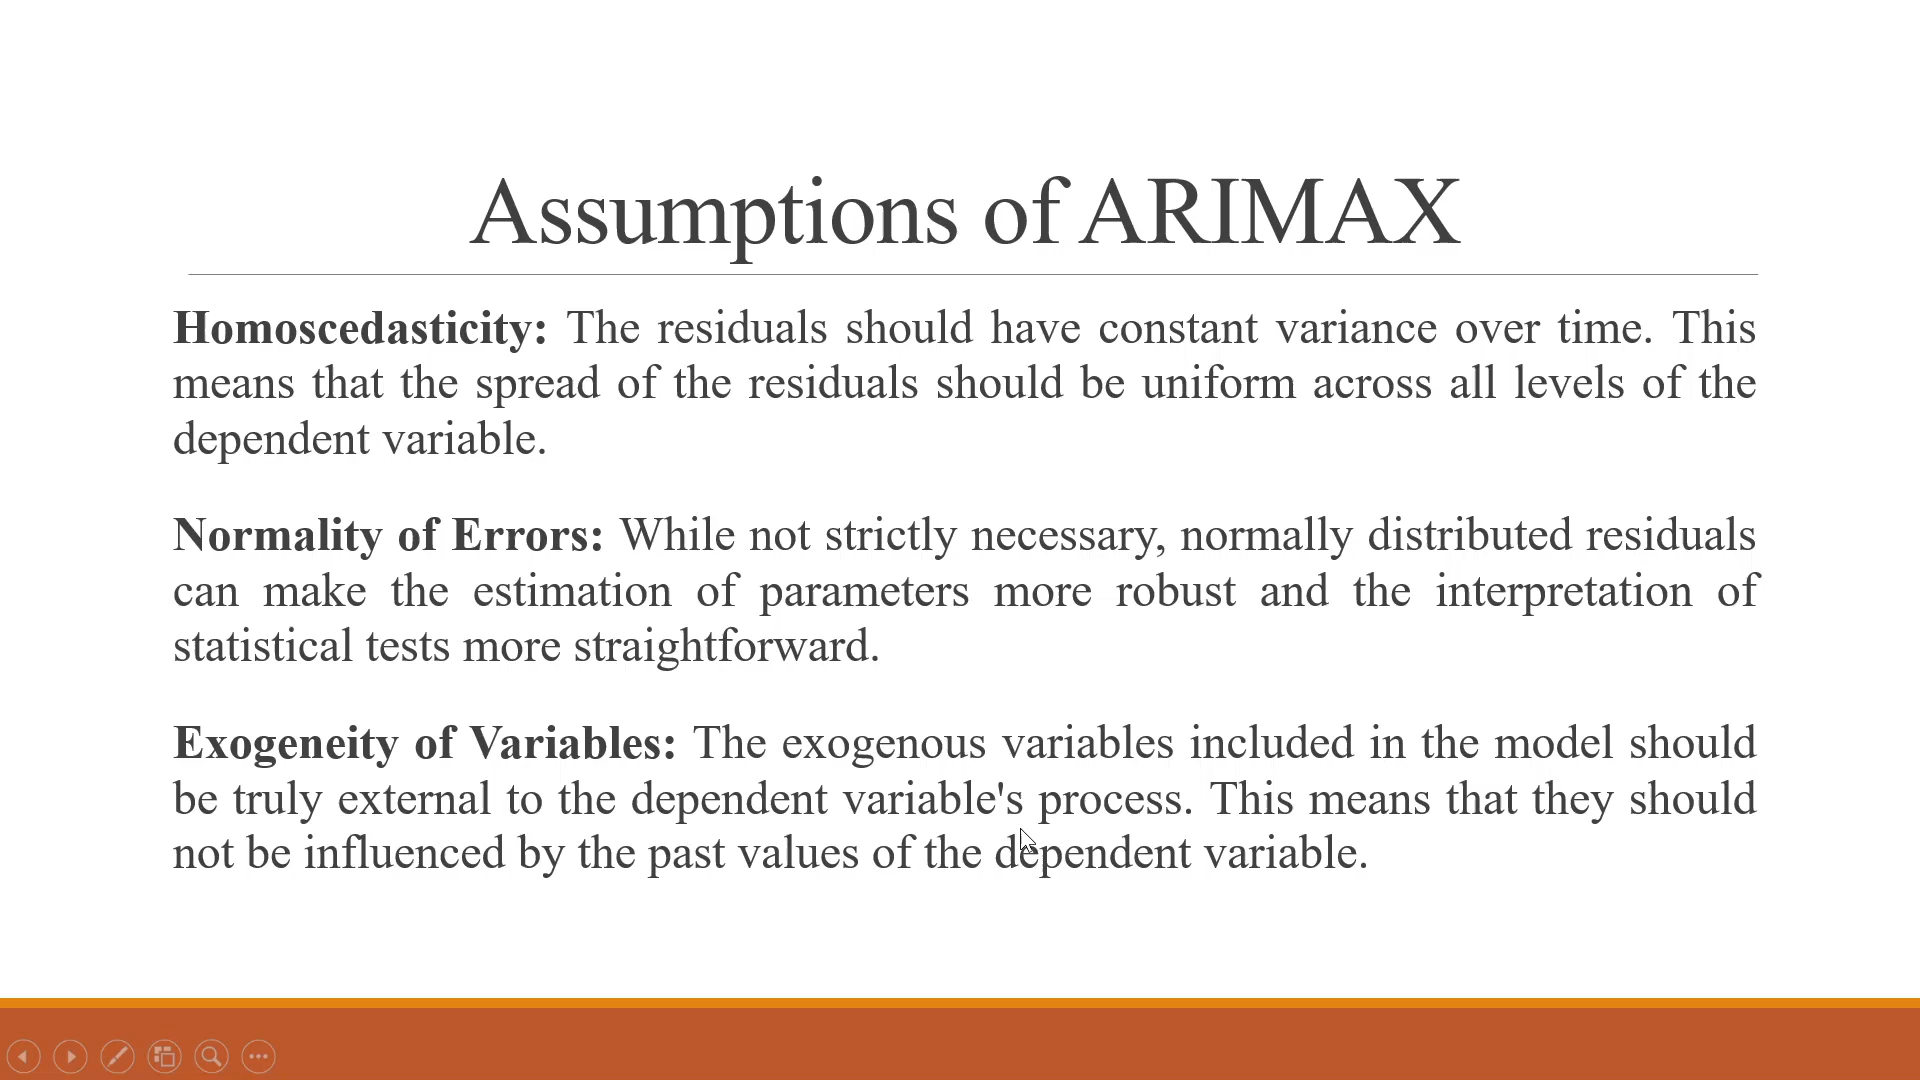 Assumptions of ARIMAX
Homoscedasticity: The residuals should have constant variance over time. This
means that the spread of the residuals should be uniform across all levels of the
dependent variable.
Normality of Errors: While not strictly necessary, normally distributed residuals
can make the estimation of parameters more robust and the interpretation of
statistical tests more straightforward.
Exogeneity of Variables: The exogenous variables included in the model should
be truly external to the dependent variable's process. This means that they should
not be influenced by the past values of the dependent variable.